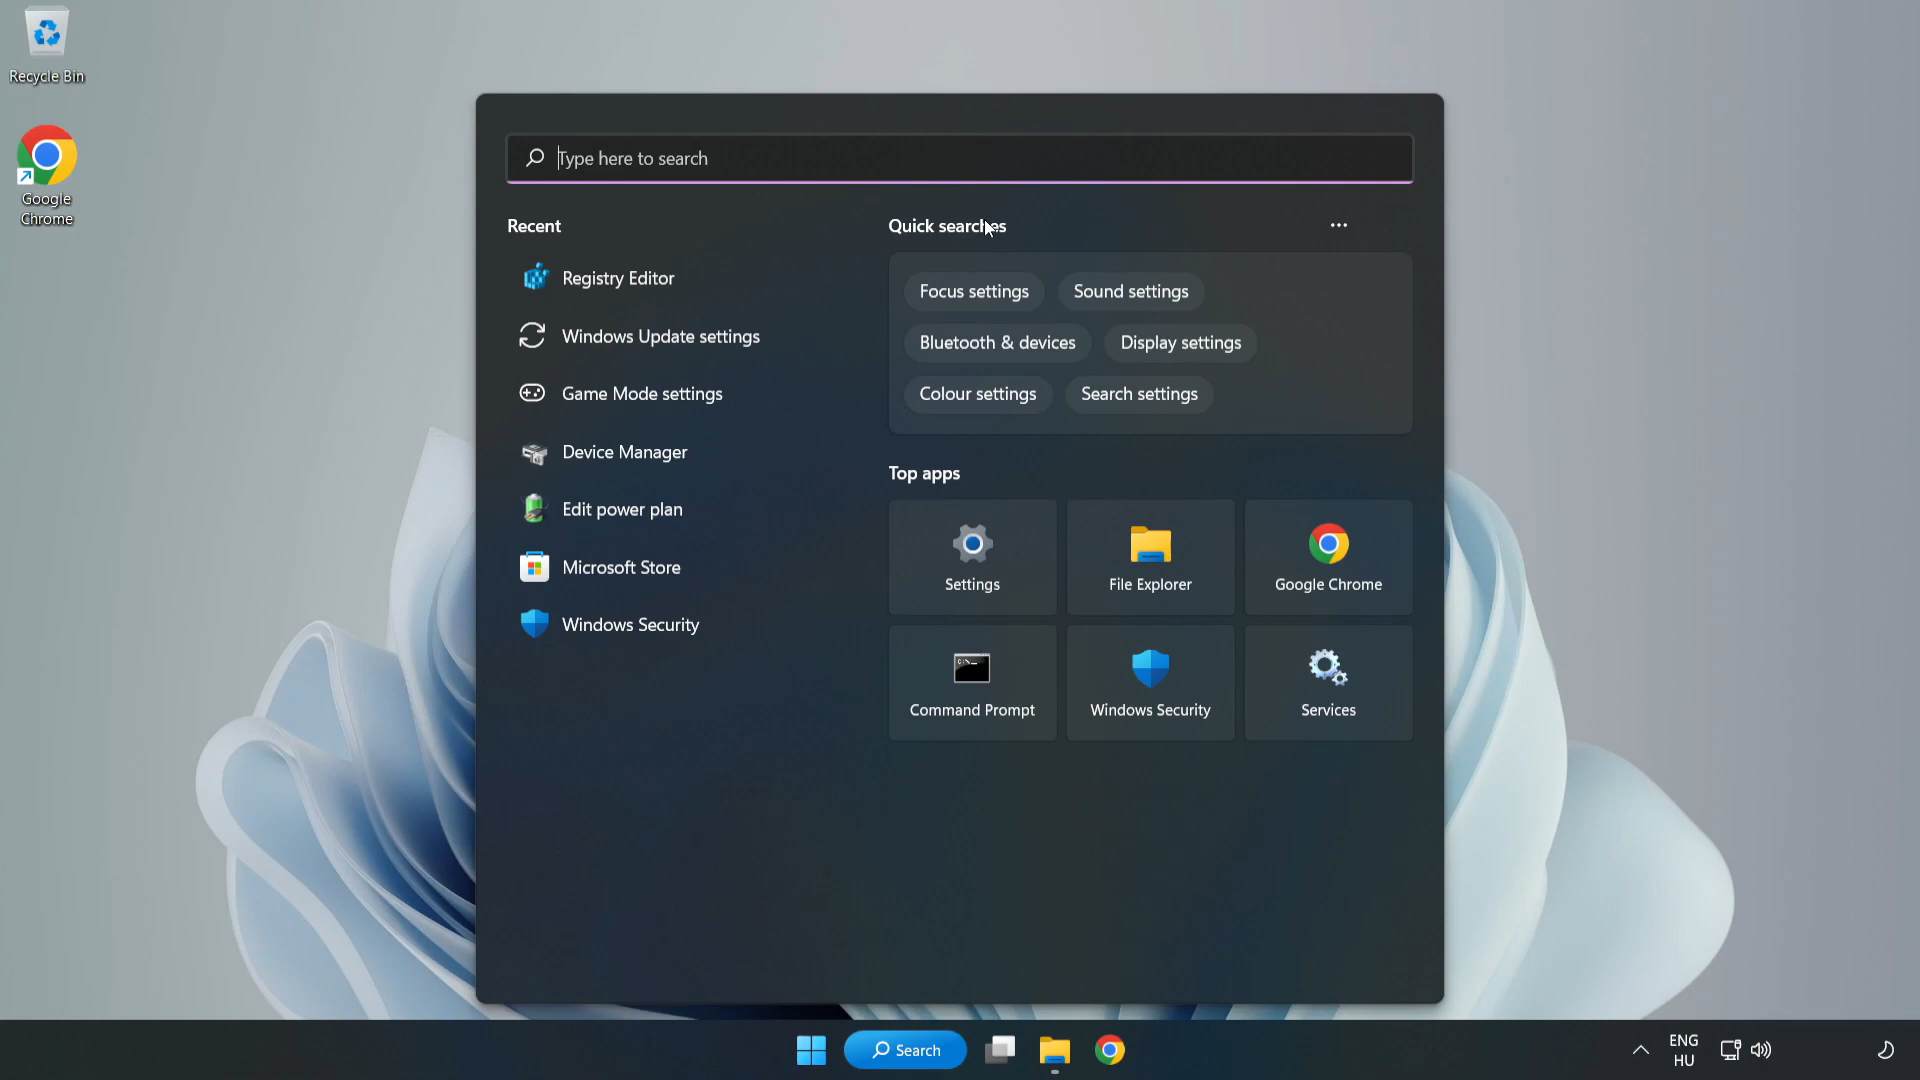 Recycle Bin
Google
Chrome
Type here to search
Recent
Registry Editor
Windows Update settings
Game Mode settings
Device Manager
Edit power plan
Microsoft Store
Windows Security
Quick searches
Focus settings
Sound settings
Bluetooth & devices
Display settings
Colour settings
Search settings
Top apps
Settings
File Explorer
Google Chrome
Command Prompt
Windows Security
Services
Search
ENG
HU